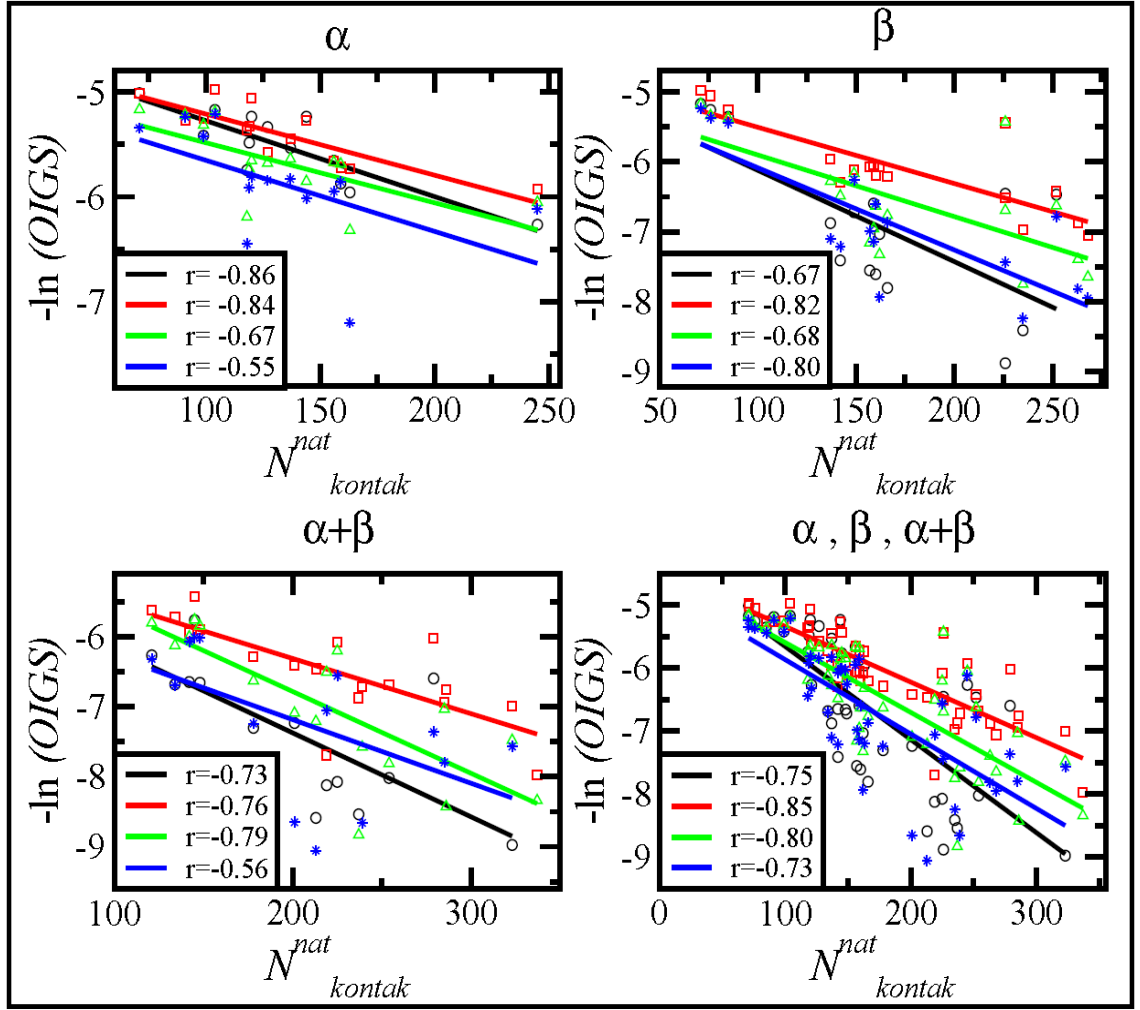 α
-ln (OIGS)
-5
-6
-7
r= -0.86
r= -0.84
r= -0.67
r= -0.55
100
150
200
250
N^nat_kontak
β
-ln (OIGS)
-5
-6
-7
-8
-9
r= -0.67
r= -0.82
r= -0.68
r= -0.80
50
100
150
200
250
N^nat_kontak
α+β
-ln (OIGS)
-6
-7
-8
-9
r=-0.73
r=-0.76
r=-0.79
r=-0.56
100
200
300
N^nat_kontak
α , β , α+β
-ln (OIGS)
-5
-6
-7
-8
-9
r=-0.75
r=-0.85
r=-0.80
r=-0.73
0
100
200
300
N^nat_kontak